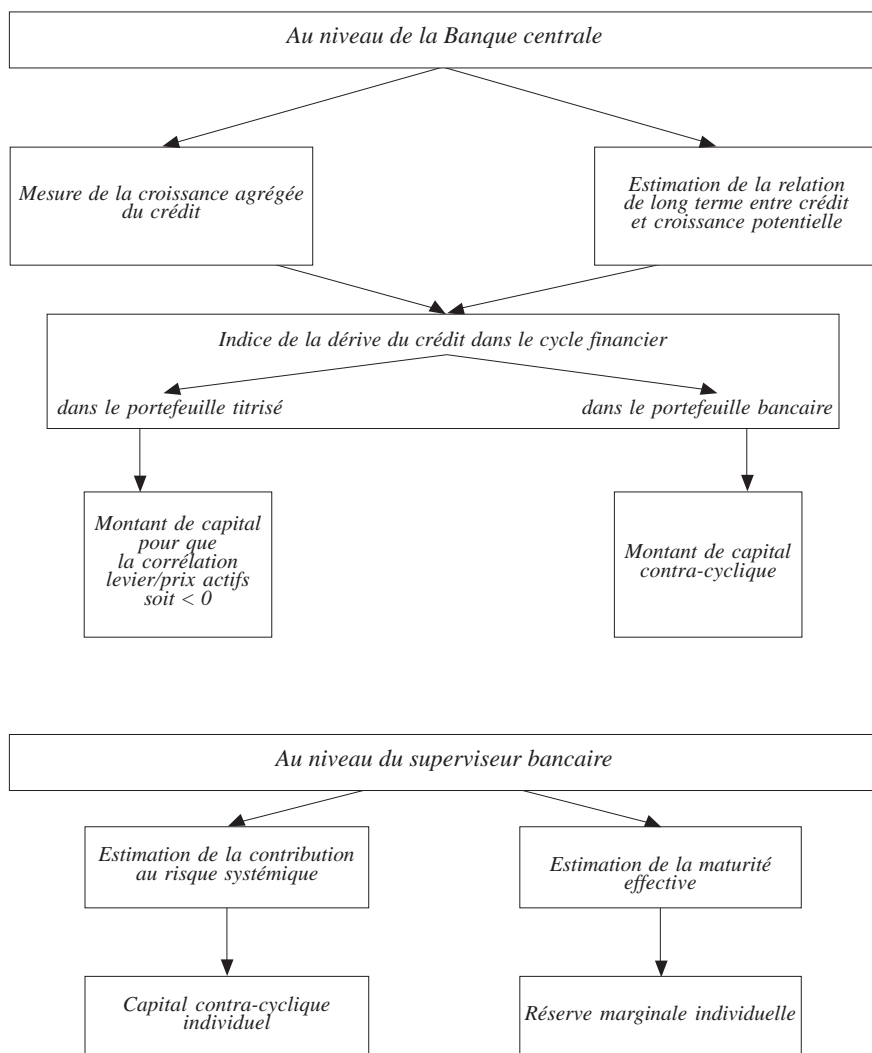 Au niveau de la Banque centrale
Mesure de la croissance agrégée
du crédit
Estimation de la relation
de long terme entre crédit
et croissance potentielle
Indice de la dérive du crédit dans le cycle financier
dans le portefeuille titrisé
dans le portefeuille bancaire
Montant de capital
pour que
la corrélation
levier/prix actifs
soit < 0
Montant de capital
contra-cyclique
Au niveau du superviseur bancaire
Estimation de la contribution
au risque systémique
Estimation de la maturité
effective
Capital contra-cyclique
individuel
Réserve marginale individuelle